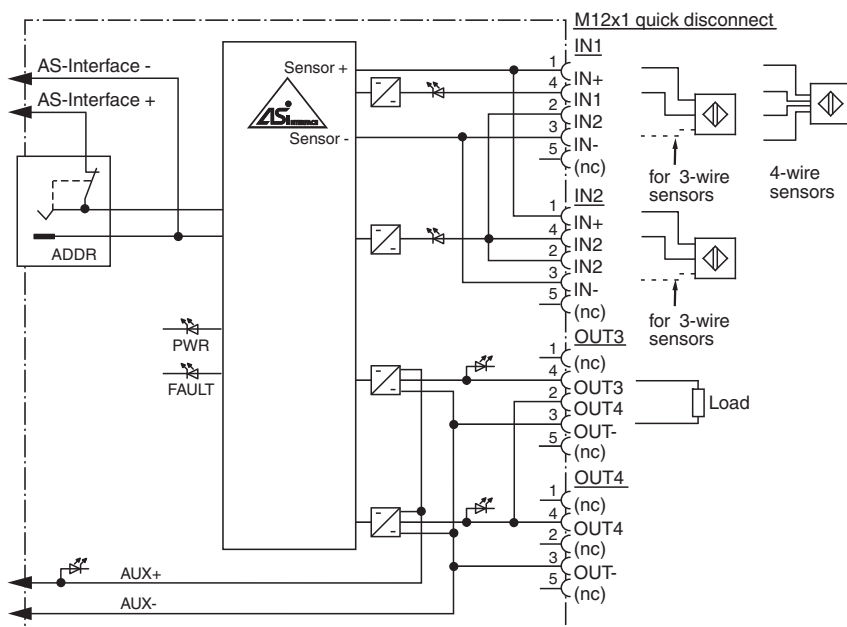 M12x1 quick disconnect
IN1
AS-Interface -
AS-Interface +
Sensor +
ASi INTERFACE
Sensor -
1 IN+
4 IN1
2 IN2
3 IN-
5 (nc)
for 3-wire
sensors
4-wire
sensors
IN2
1 IN+
4 IN2
2 IN2
3 IN-
5 (nc)
for 3-wire
sensors
ADDR
PWR
FAULT
OUT3
1 (nc)
4 OUT3
2 OUT4
3 OUT-
5 (nc)
Load
OUT4
1 (nc)
4 OUT4
2 (nc)
3 OUT-
5 (nc)
AUX+
AUX-